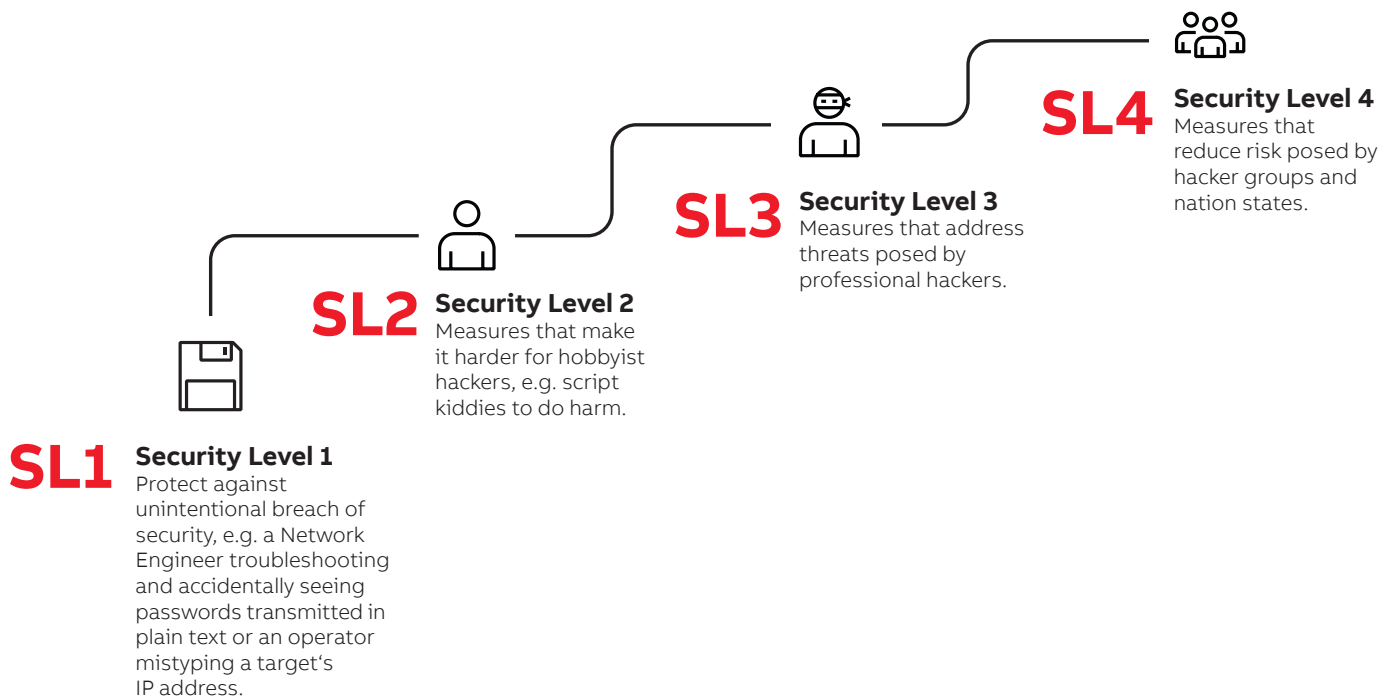 SL1
Security Level 1
Protect against
unintentional breach of
security, e.g. a Network
Engineer troubleshooting
and accidentally seeing
passwords transmitted in
plain text or an operator
mistyping a target‘s
IP address.
SL2
Security Level 2
Measures that make
it harder for hobbyist
hackers, e.g. script
kiddies to do harm.
SL3
Security Level 3
Measures that address
threats posed by
professional hackers.
SL4
Security Level 4
Measures that
reduce risk posed by
hacker groups and
nation states.